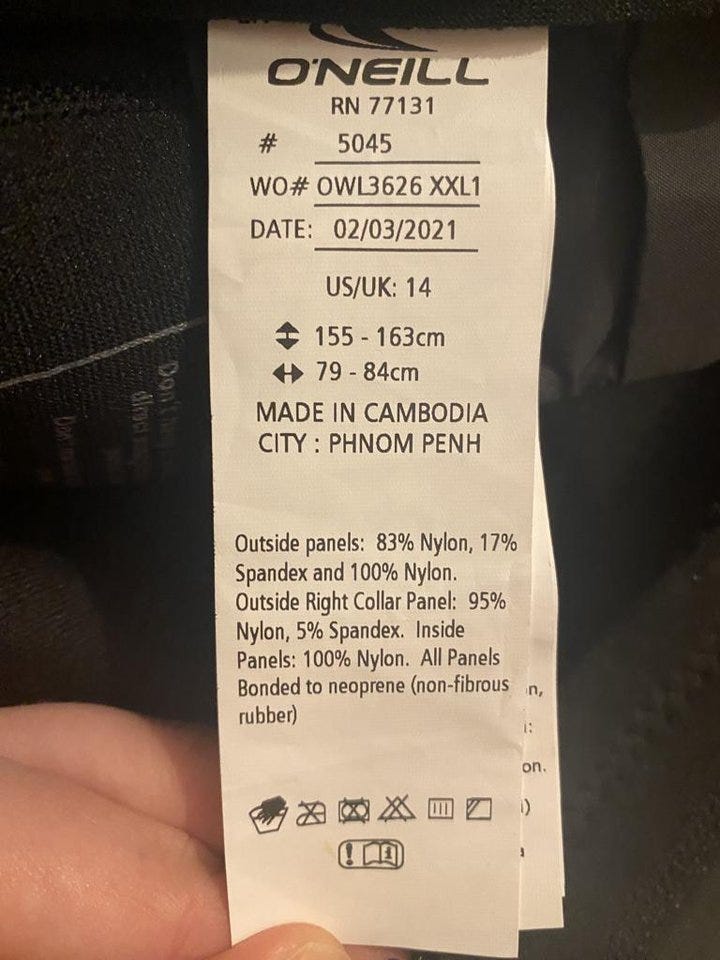 O'NEILL
RN 77131
# 5045
WO# OWL3626 XXL1
DATE: 02/03/2021
US/UK: 14
155 - 163cm
79 - 84cm
MADE IN CAMBODIA
CITY : PHNOM PENH
Outside panels: 83% Nylon, 17%
Spandex and 100% Nylon.
Outside Right Collar Panel: 95%
Nylon, 5% Spandex. Inside
Panels: 100% Nylon. All Panels
Bonded to neoprene (non-fibrous
rubber)
on.
Don't